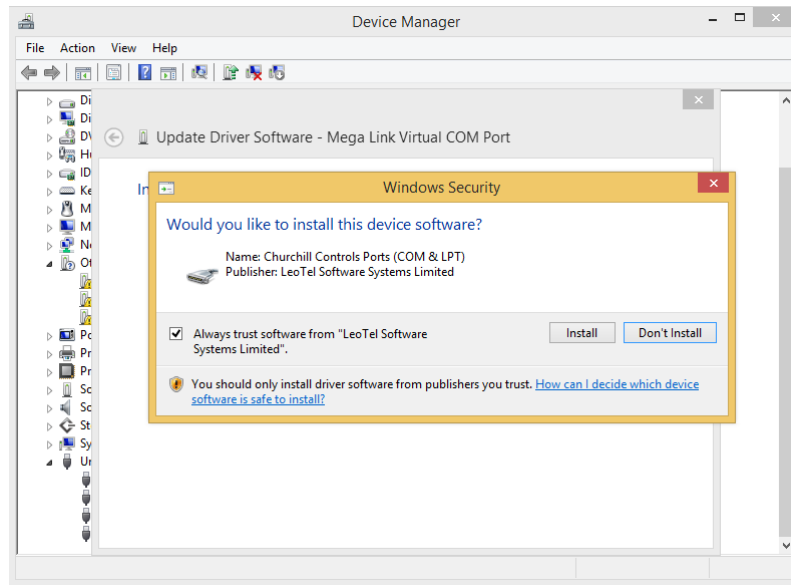 Device Manager
File Action View Help
Update Driver Software - Mega Link Virtual COM Port
Windows Security
Would you like to install this device software?
Name: Churchill Controls Ports (COM & LPT)
Publisher: LeoTel Software Systems Limited
Always trust software from "LeoTel Software
Systems Limited".
Install
Don't Install
You should only install driver software from publishers you trust. How can I decide which device
software is safe to install?